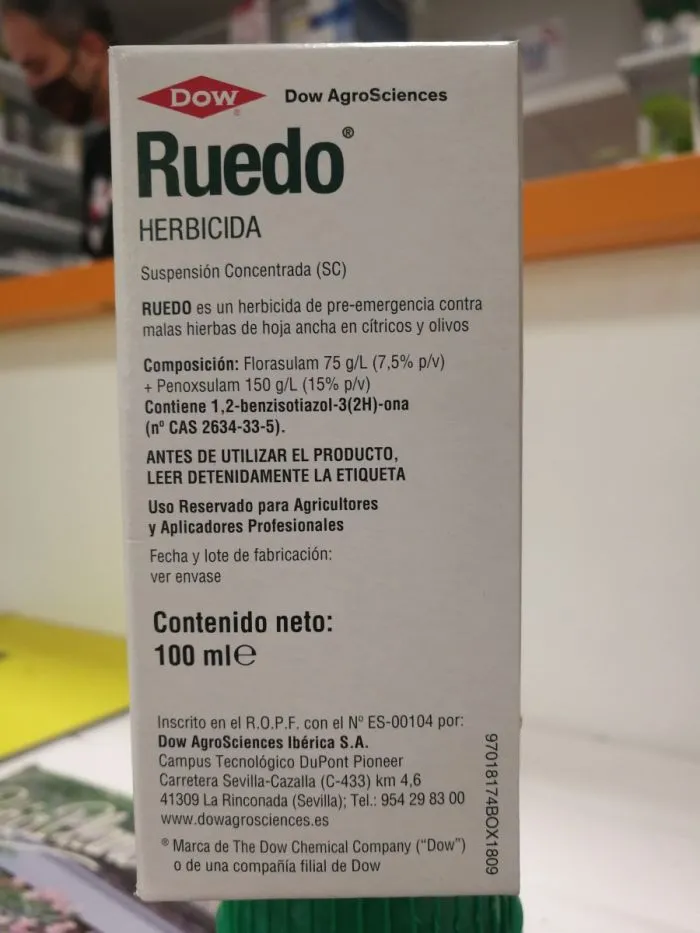 DOW
®
Dow AgroSciences
Ruedo®
HERBICIDA
Suspensión Concentrada (SC)
RUEDO es un herbicida de pre-emergencia contra
malas hierbas de hoja ancha en cítricos y olivos
Composición: Florasulam 75 g/L (7,5% p/v)
+ Penoxsulam 150 g/L (15% p/v)
Contiene 1,2-benzisotiazol-3(2H)-ona
(nº CAS 2634-33-5).
ANTES DE UTILIZAR EL PRODUCTO,
LEER DETENIDAMENTE LA ETIQUETA
Uso Reservado para Agricultores
y Aplicadores Profesionales
Fecha y lote de fabricación:
ver envase
Contenido neto:
100 ml℮
Inscrito en el R.O.P.F. con el Nº ES-00104 por:
Dow AgroSciences Ibérica S.A.
Campus Tecnológico DuPont Pioneer
Carretera Sevilla-Cazalla (C-433) km 4,6
41309 La Rinconada (Sevilla); Tel.: 954 29 83 00
www.dowagrosciences.es
® Marca de The Dow Chemical Company ("Dow")
o de una compañía filial de Dow
97018174BOX1809